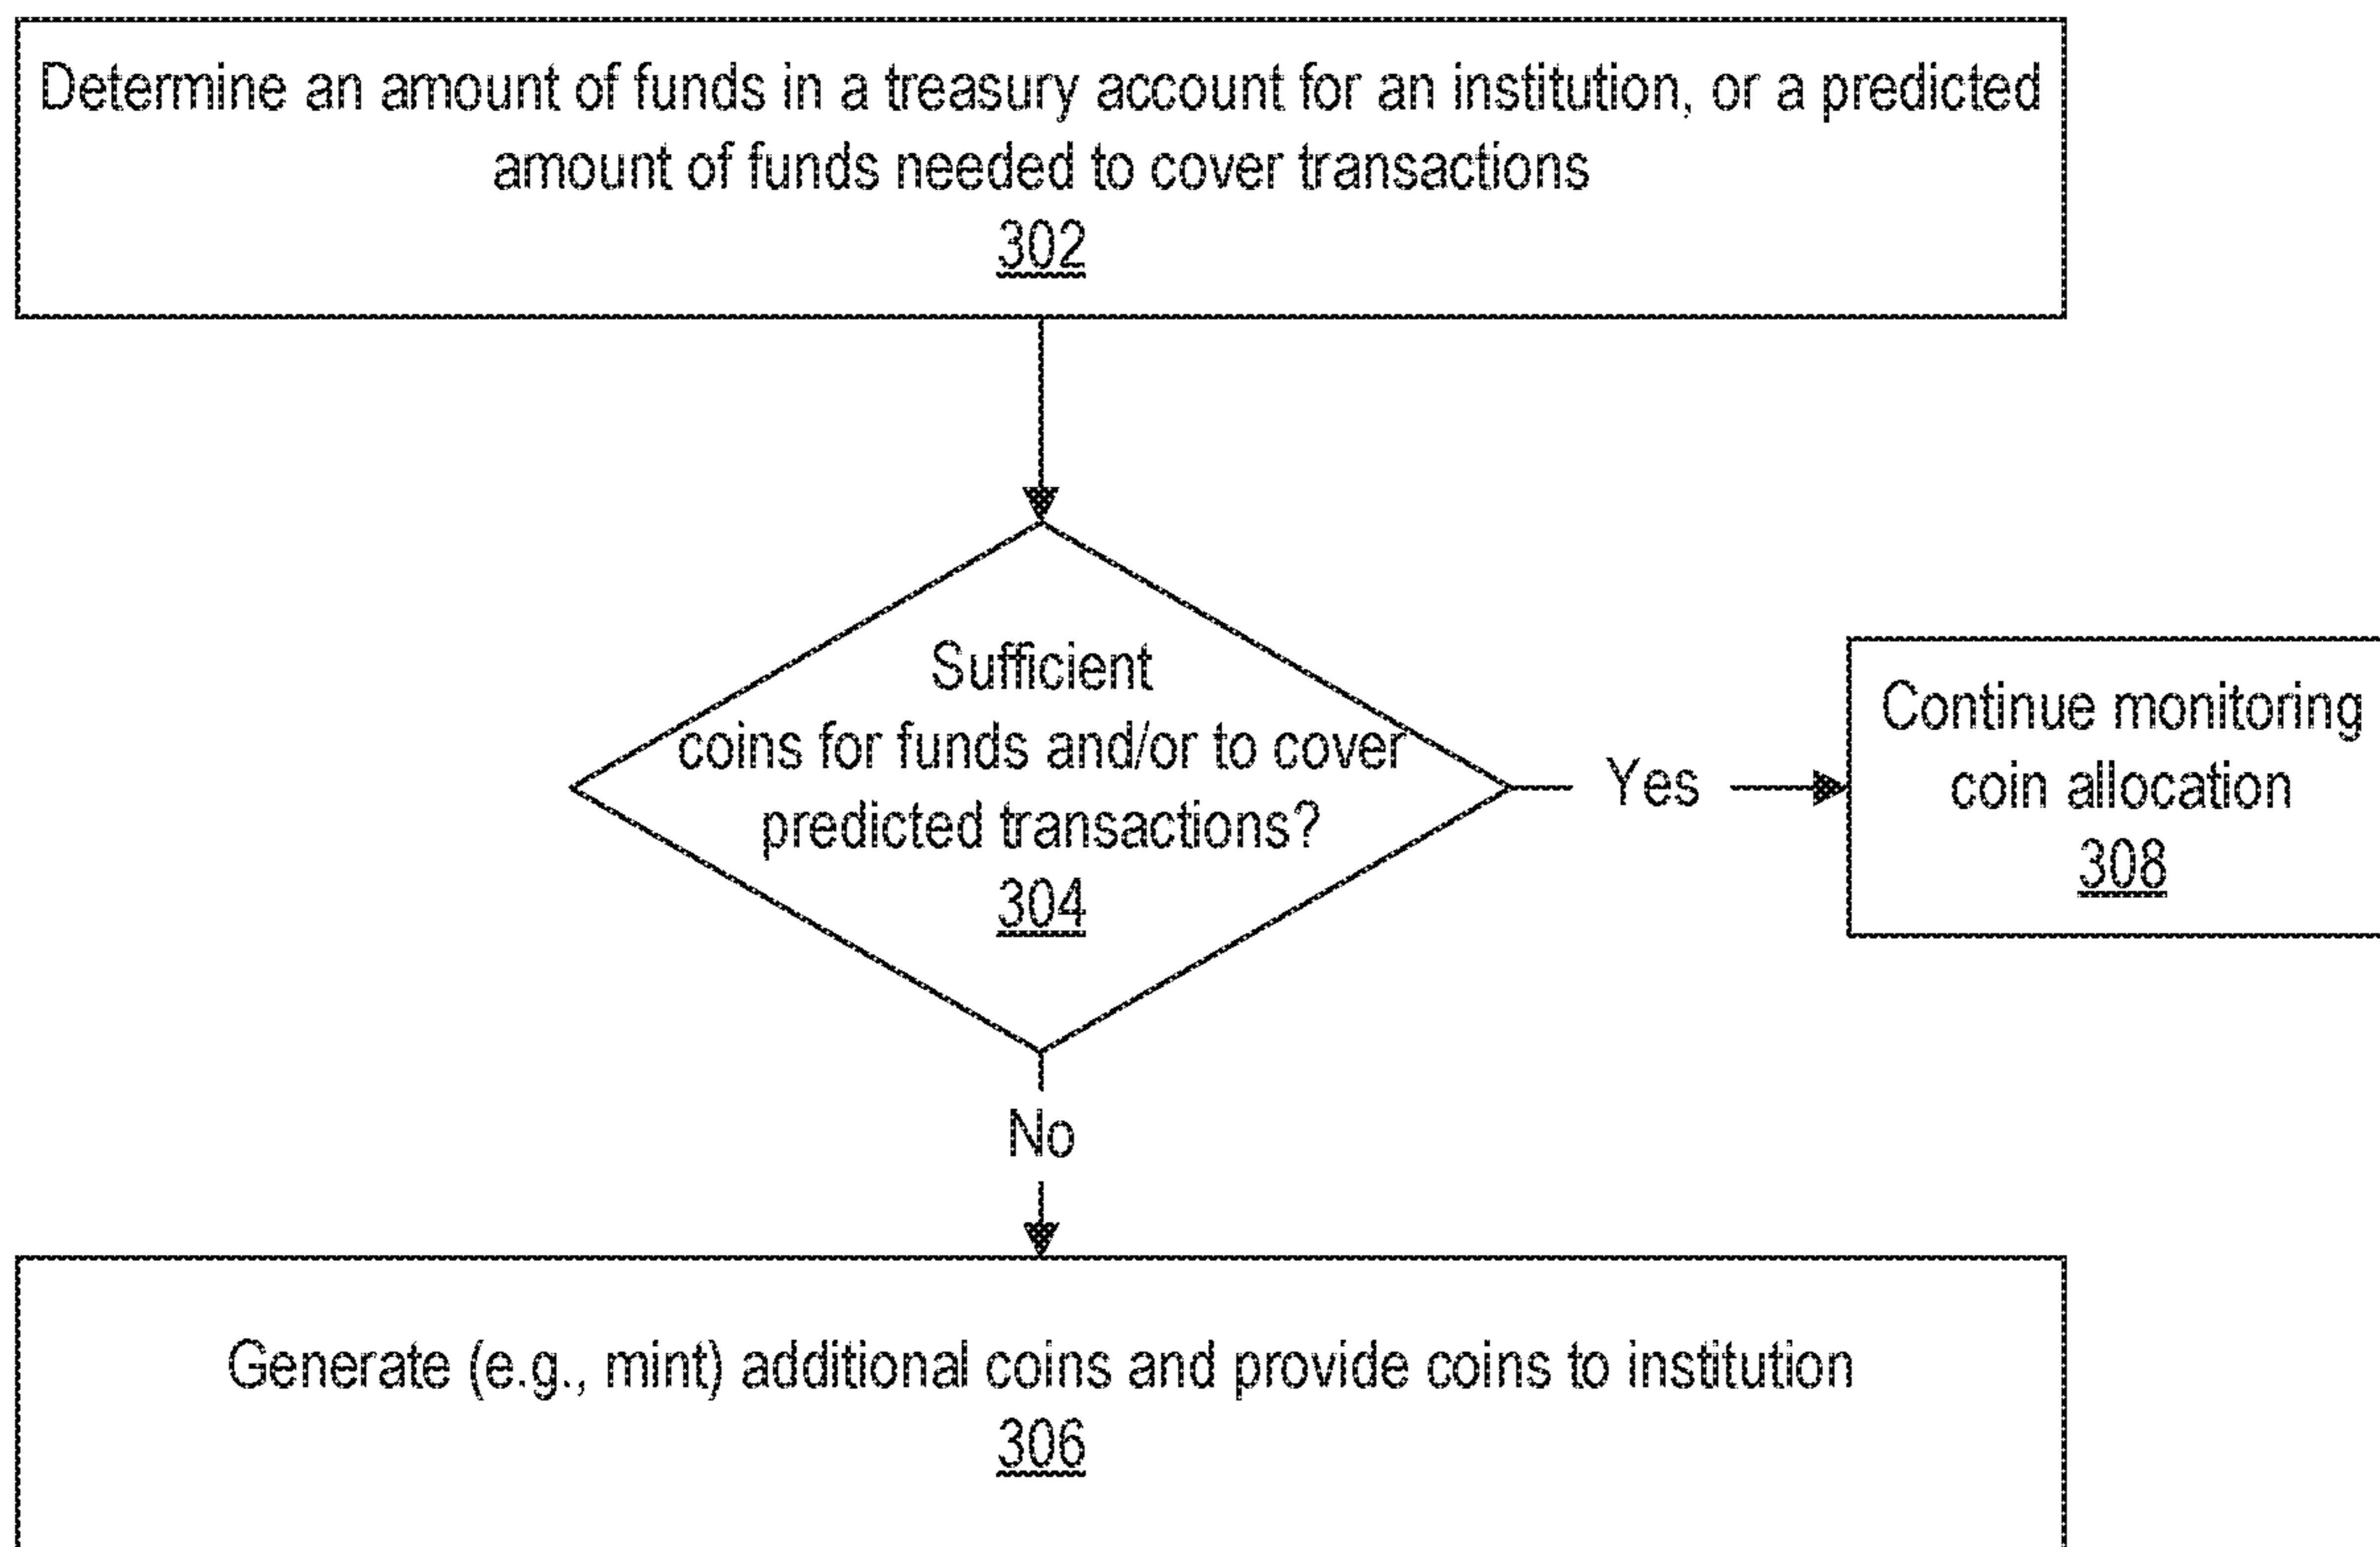 Determine an amount of funds in a treasury account for an institution, or a predicted
amount of funds needed to cover transactions
302
Sufficient
coins for funds and/or to cover
predicted transactions?
304
Yes
Continue monitoring
coin allocation
308
No
Generate (e.g., mint) additional coins and provide coins to institution
306